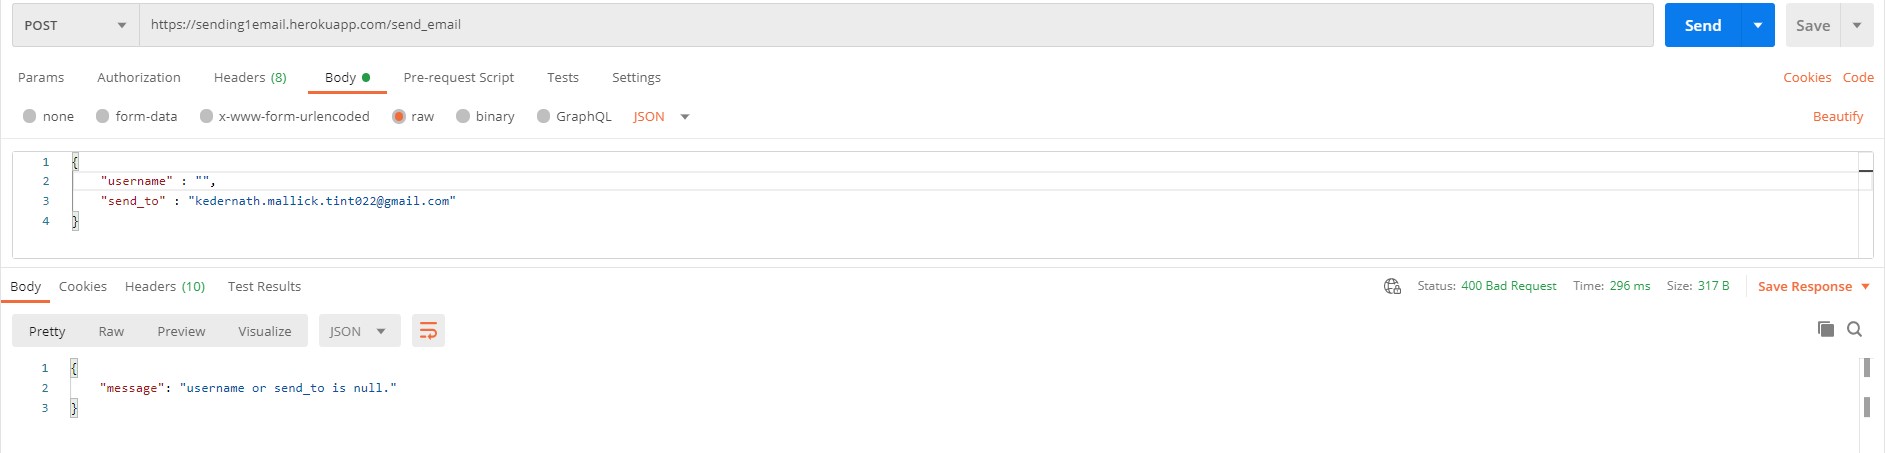 POST https://sending1email.herokuapp.com/send_email Send Save
Params Authorization Headers (8) Body Pre-request Script Tests Settings Cookies Code
none form-data x-www-form-urlencoded raw binary GraphQL JSON Beautify
1 {
2 "username" : "",
3 "send_to" : "kedernath.mallick.tint022@gmail.com"
4 }
Body Cookies Headers (10) Test Results Status: 400 Bad Request Time: 296 ms Size: 317 B Save Response
Pretty Raw Preview Visualize JSON
1 {
2 "message": "username or send_to is null."
3 }